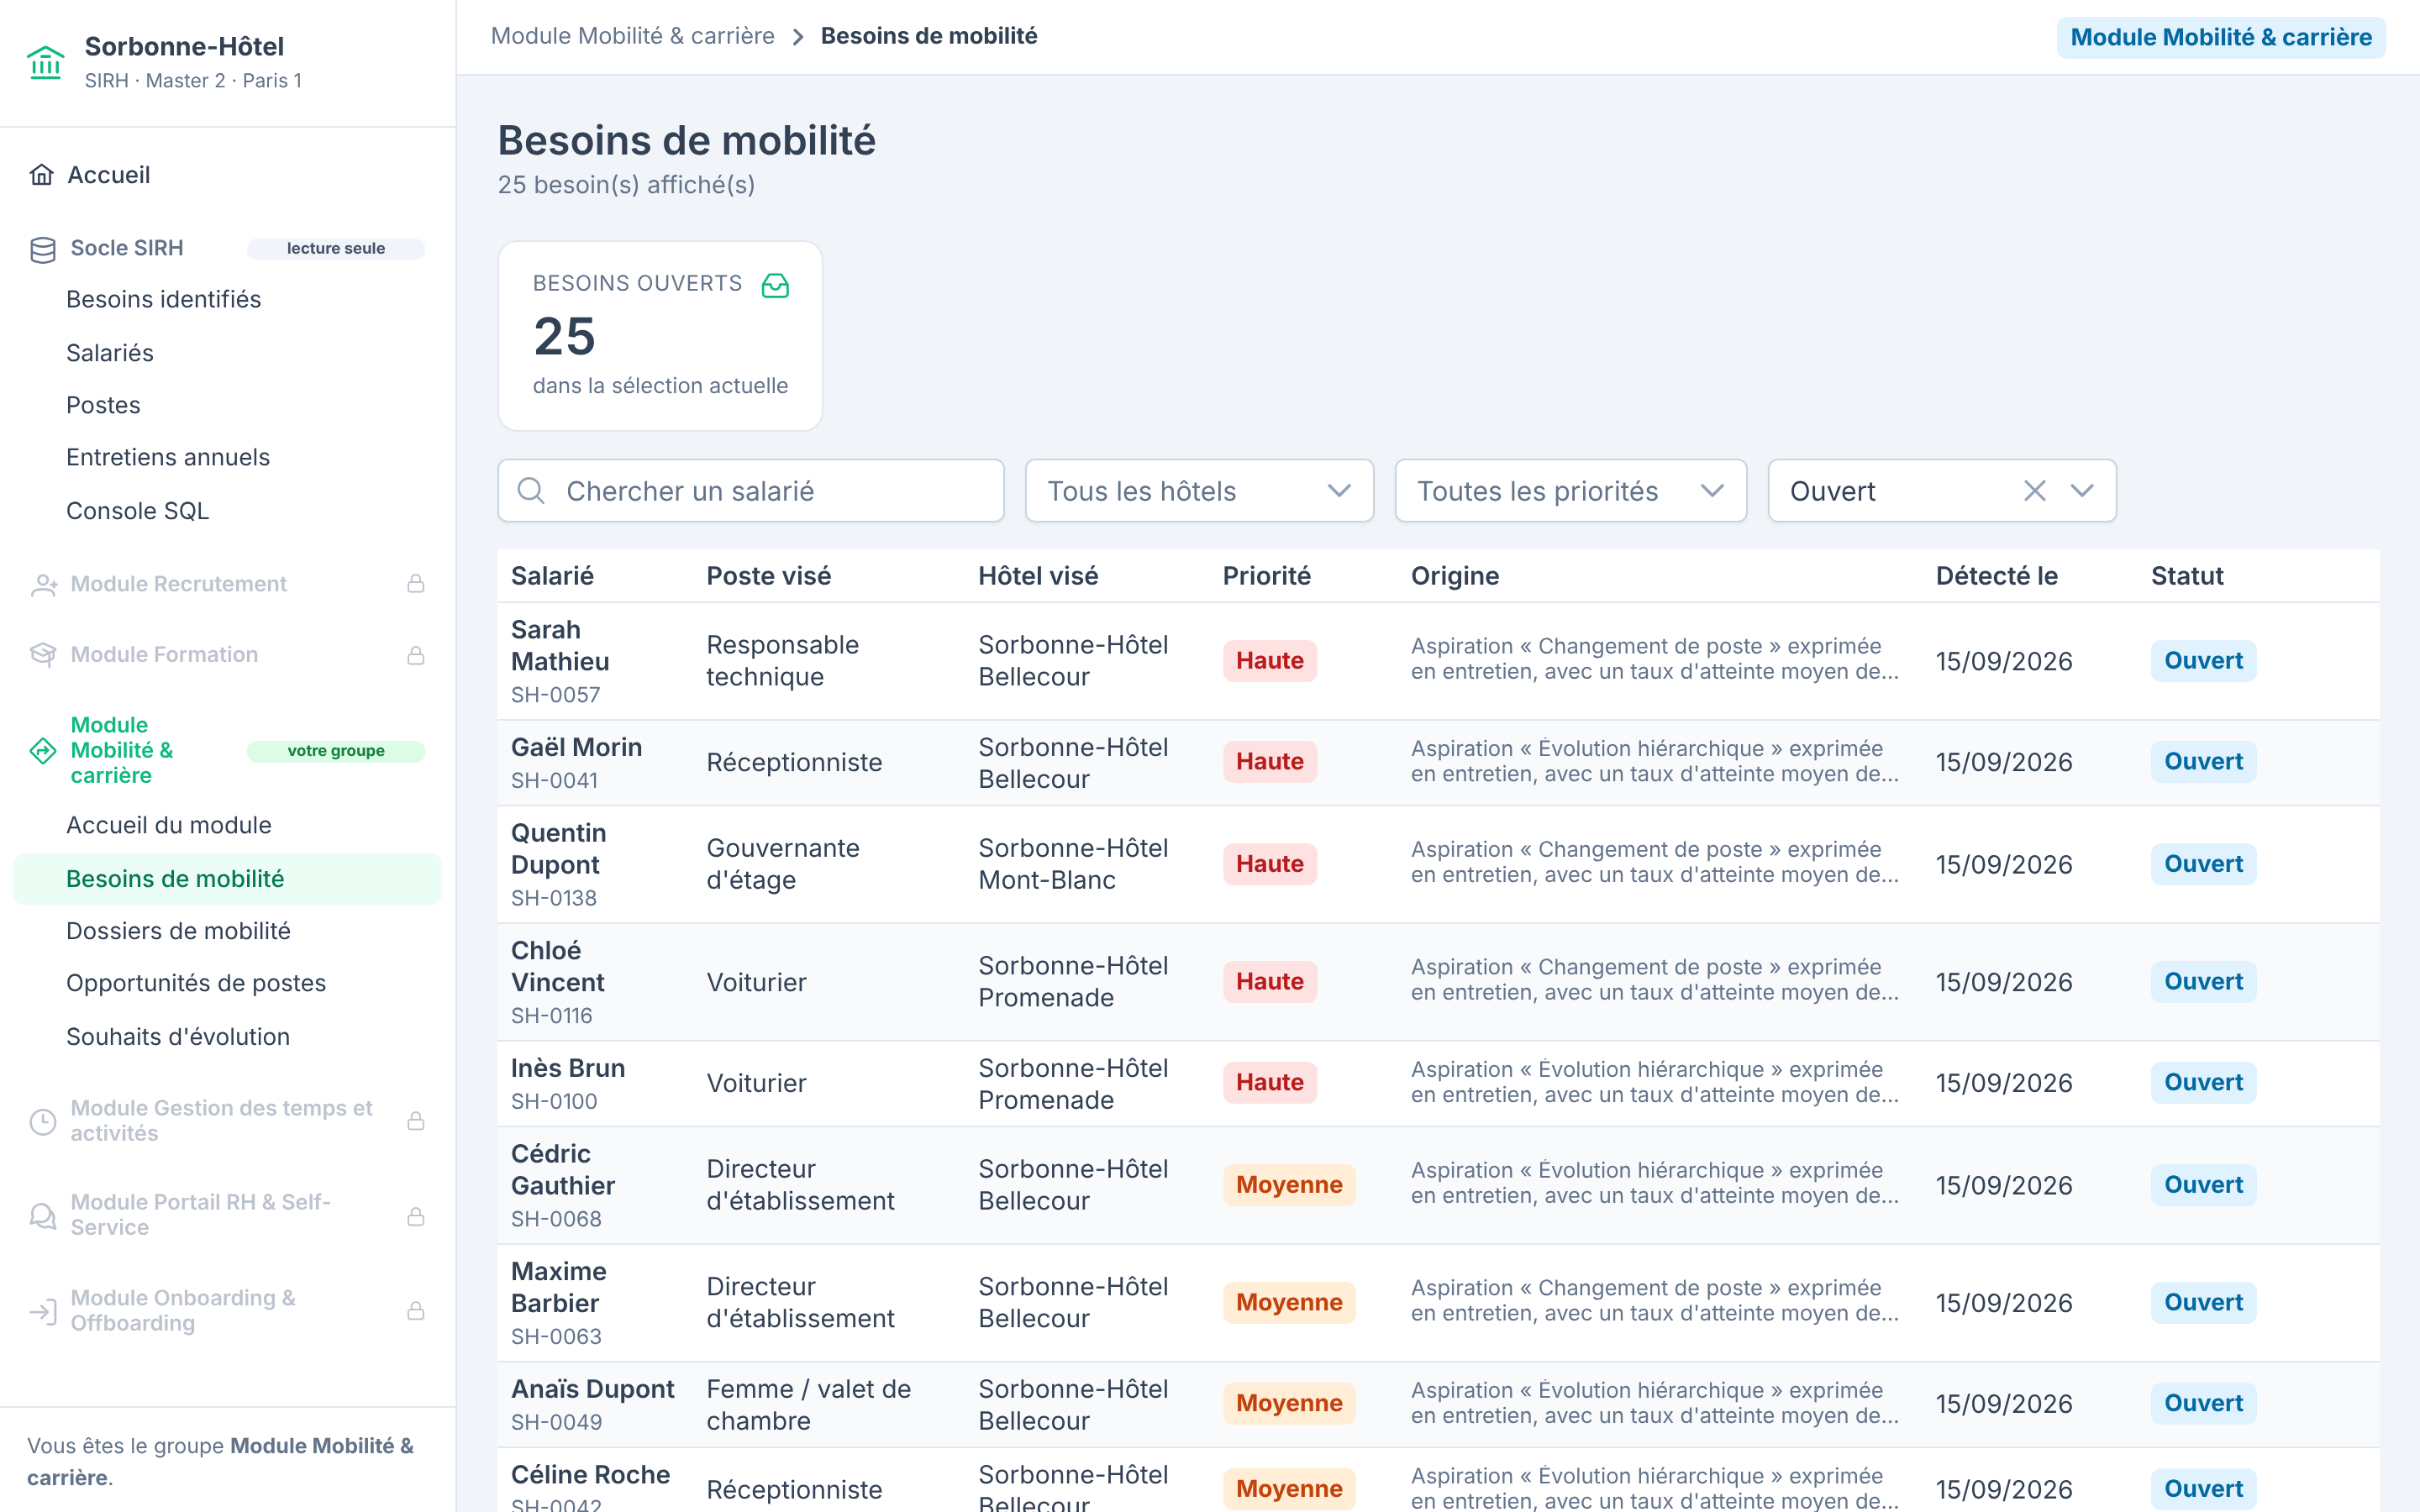 Sorbonne-Hôtel
SIRH · Master 2 · Paris 1
Accueil
Socle SIRH
lecture seule
Besoins identifiés
Salariés
Postes
Entretiens annuels
Console SQL
Module Recrutement
Module Formation
Module
Mobilité &
carrière
votre groupe
Accueil du module
Besoins de mobilité
Dossiers de mobilité
Opportunités de postes
Souhaits d'évolution
Module Gestion des temps et
activités
Module Portail RH & Self-
Service
Module Onboarding &
Offboarding
Vous êtes le groupe Module Mobilité &
carrière.
Module Mobilité & carrière > Besoins de mobilité
Module Mobilité & carrière
Besoins de mobilité
25 besoin(s) affiché(s)
BESOINS OUVERTS
25
dans la sélection actuelle
Chercher un salarié
Tous les hôtels
Toutes les priorités
Ouvert
Salarié
Poste visé
Hôtel visé
Priorité
Origine
Détecté le
Statut
Sarah
Mathieu
SH-0057
Responsable
technique
Sorbonne-Hôtel
Bellecour
Haute
Aspiration « Changement de poste » exprimée
en entretien, avec un taux d'atteinte moyen de...
15/09/2026
Ouvert
Gaël Morin
SH-0041
Réceptionniste
Sorbonne-Hôtel
Bellecour
Haute
Aspiration « Évolution hiérarchique » exprimée
en entretien, avec un taux d'atteinte moyen de...
15/09/2026
Ouvert
Quentin
Dupont
SH-0138
Gouvernante
d'étage
Sorbonne-Hôtel
Mont-Blanc
Haute
Aspiration « Changement de poste » exprimée
en entretien, avec un taux d'atteinte moyen de...
15/09/2026
Ouvert
Chloé
Vincent
SH-0116
Voiturier
Sorbonne-Hôtel
Promenade
Haute
Aspiration « Changement de poste » exprimée
en entretien, avec un taux d'atteinte moyen de...
15/09/2026
Ouvert
Inès Brun
SH-0100
Voiturier
Sorbonne-Hôtel
Promenade
Haute
Aspiration « Évolution hiérarchique » exprimée
en entretien, avec un taux d'atteinte moyen de...
15/09/2026
Ouvert
Cédric
Gauthier
SH-0068
Directeur
d'établissement
Sorbonne-Hôtel
Bellecour
Moyenne
Aspiration « Évolution hiérarchique » exprimée
en entretien, avec un taux d'atteinte moyen de...
15/09/2026
Ouvert
Maxime
Barbier
SH-0063
Directeur
d'établissement
Sorbonne-Hôtel
Bellecour
Moyenne
Aspiration « Changement de poste » exprimée
en entretien, avec un taux d'atteinte moyen de...
15/09/2026
Ouvert
Anaïs Dupont
SH-0049
Femme / valet de
chambre
Sorbonne-Hôtel
Bellecour
Moyenne
Aspiration « Évolution hiérarchique » exprimée
en entretien, avec un taux d'atteinte moyen de...
15/09/2026
Ouvert
Céline Roche
SH-0042
Réceptionniste
Sorbonne-Hôtel
Bellecour
Moyenne
Aspiration « Évolution hiérarchique » exprimée
en entretien, avec un taux d'atteinte moyen de...
15/09/2026
Ouvert